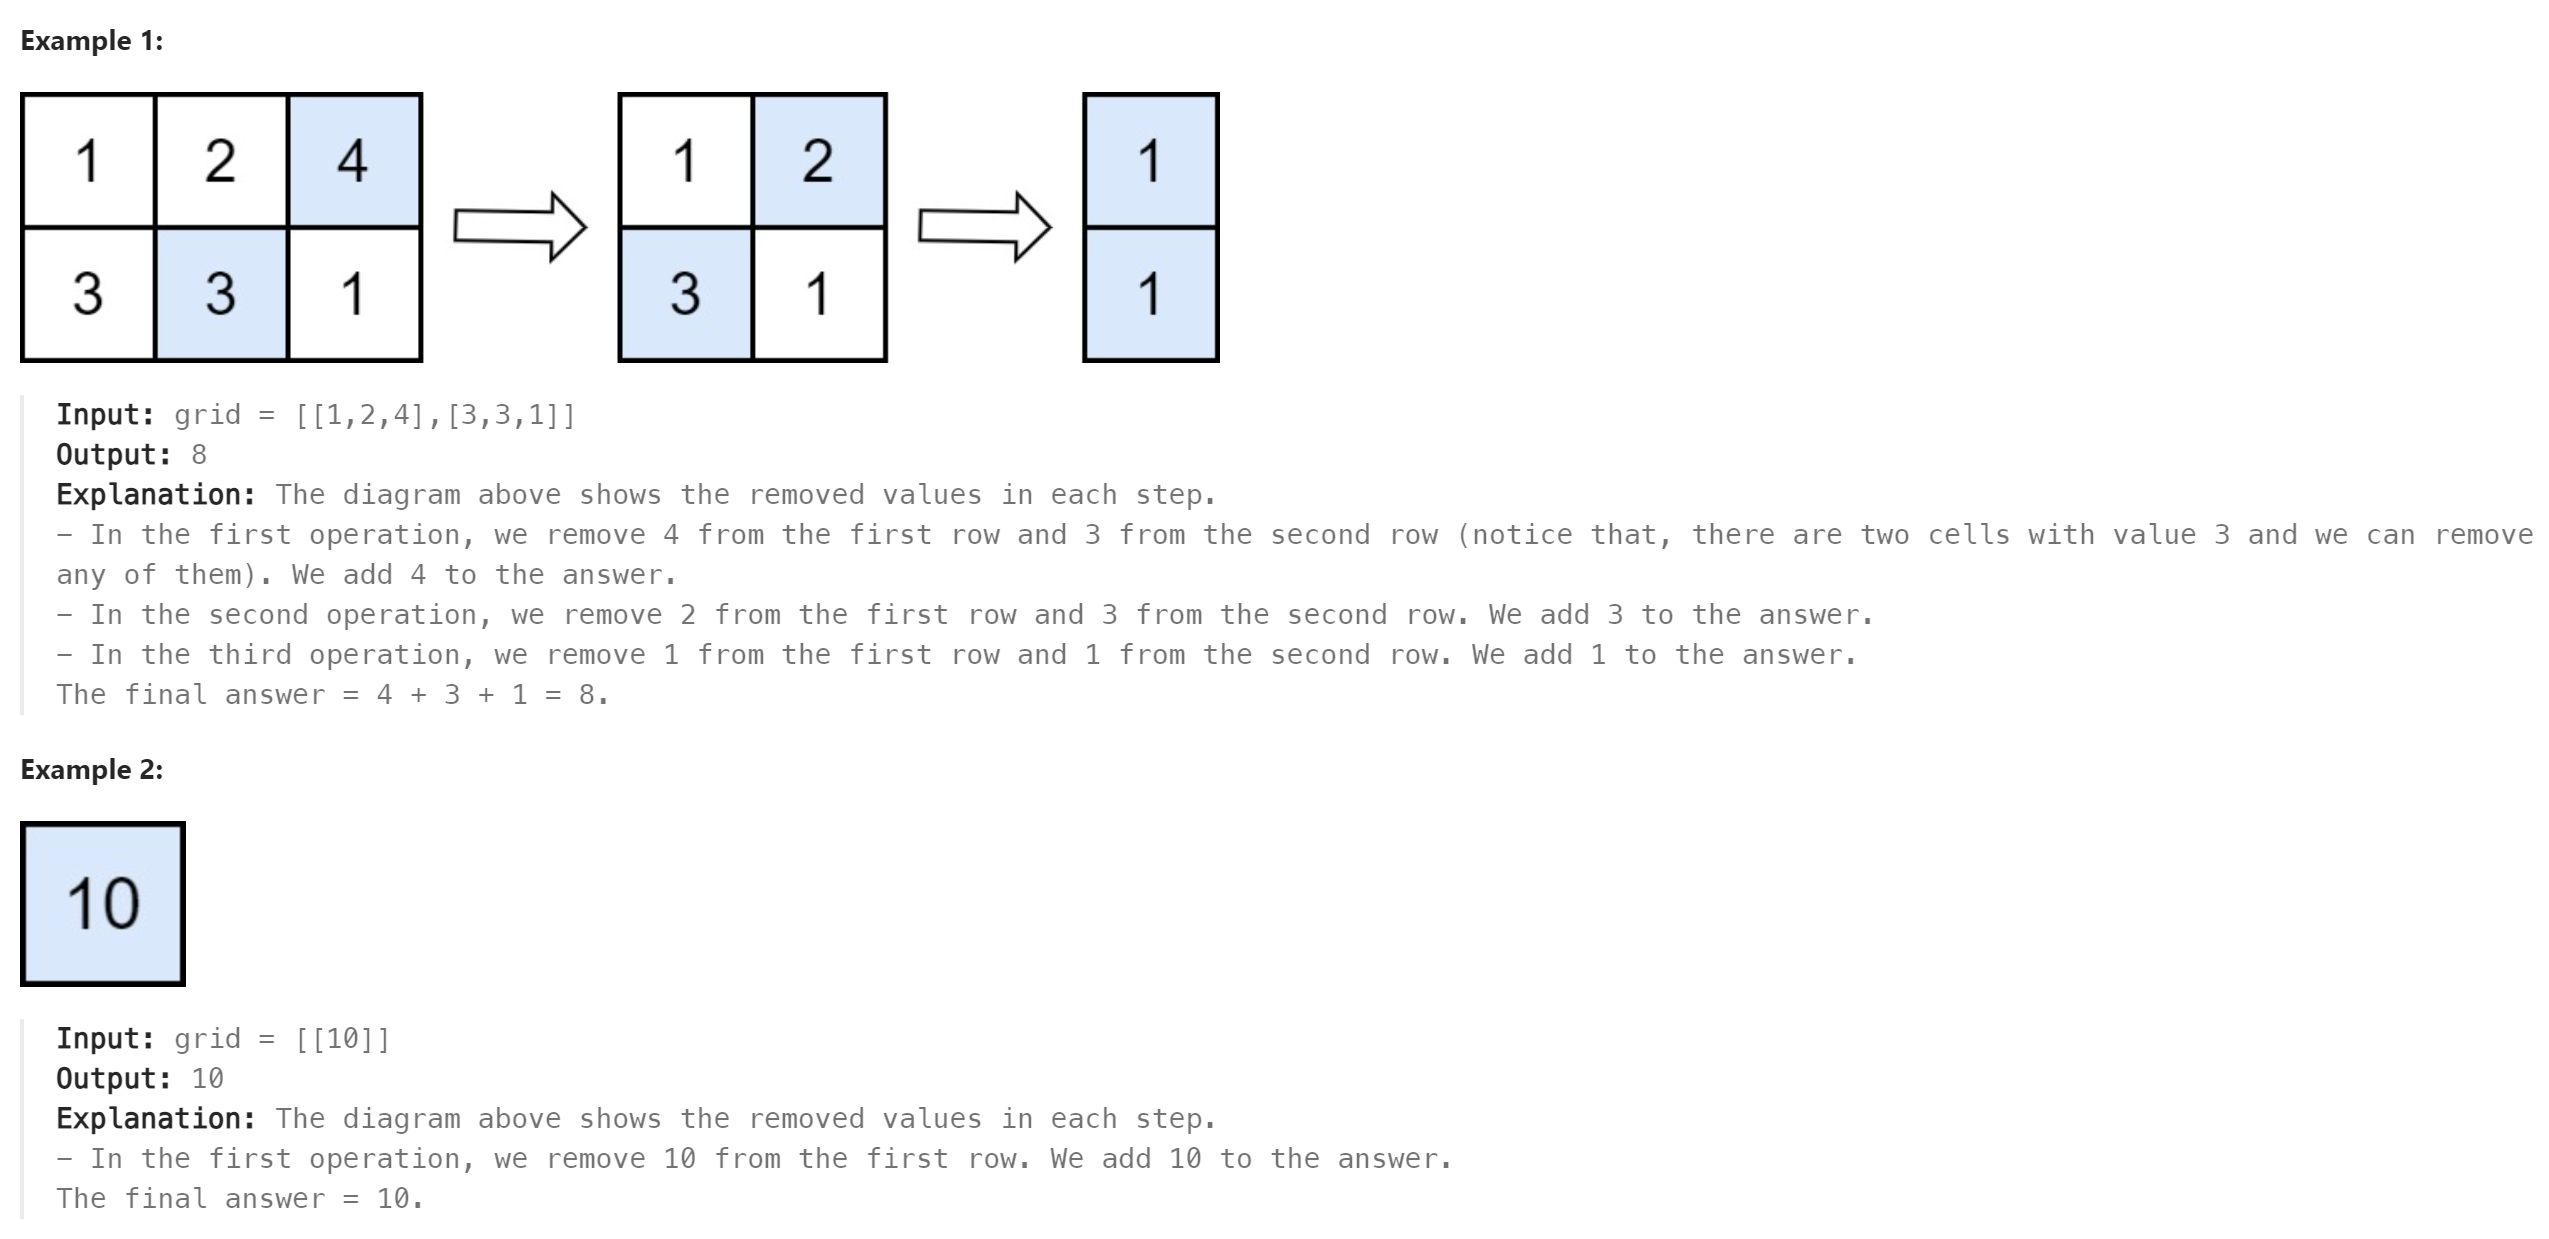 Example 1:
1 2 4 1 2 1
3 3 1 3 1 1
Input: grid = [[1,2,4],[3,3,1]]
Output: 8
Explanation: The diagram above shows the removed values in each step.
- In the first operation, we remove 4 from the first row and 3 from the second row (notice that, there are two cells with value 3 and we can remove
any of them). We add 4 to the answer.
- In the second operation, we remove 2 from the first row and 3 from the second row. We add 3 to the answer.
- In the third operation, we remove 1 from the first row and 1 from the second row. We add 1 to the answer.
The final answer = 4 + 3 + 1 = 8.
Example 2:
10
Input: grid = [[10]]
Output: 10
Explanation: The diagram above shows the removed values in each step.
- In the first operation, we remove 10 from the first row. We add 10 to the answer.
The final answer = 10.